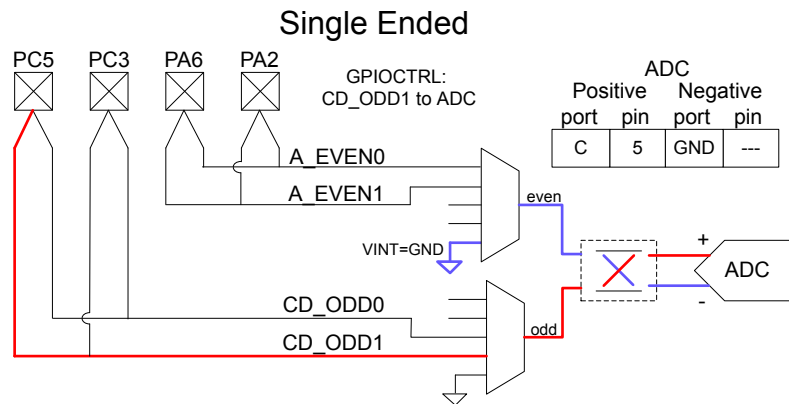 Single Ended
PC5 PC3 PA6 PA2
GPIOCTRL:
CD_ODD1 to ADC
ADC
Positive Negative
port pin port pin
C 5 GND ---
A_EVEN0
A_EVEN1
even
VINT=GND
+
ADC
-
CD_ODD0
CD_ODD1
odd